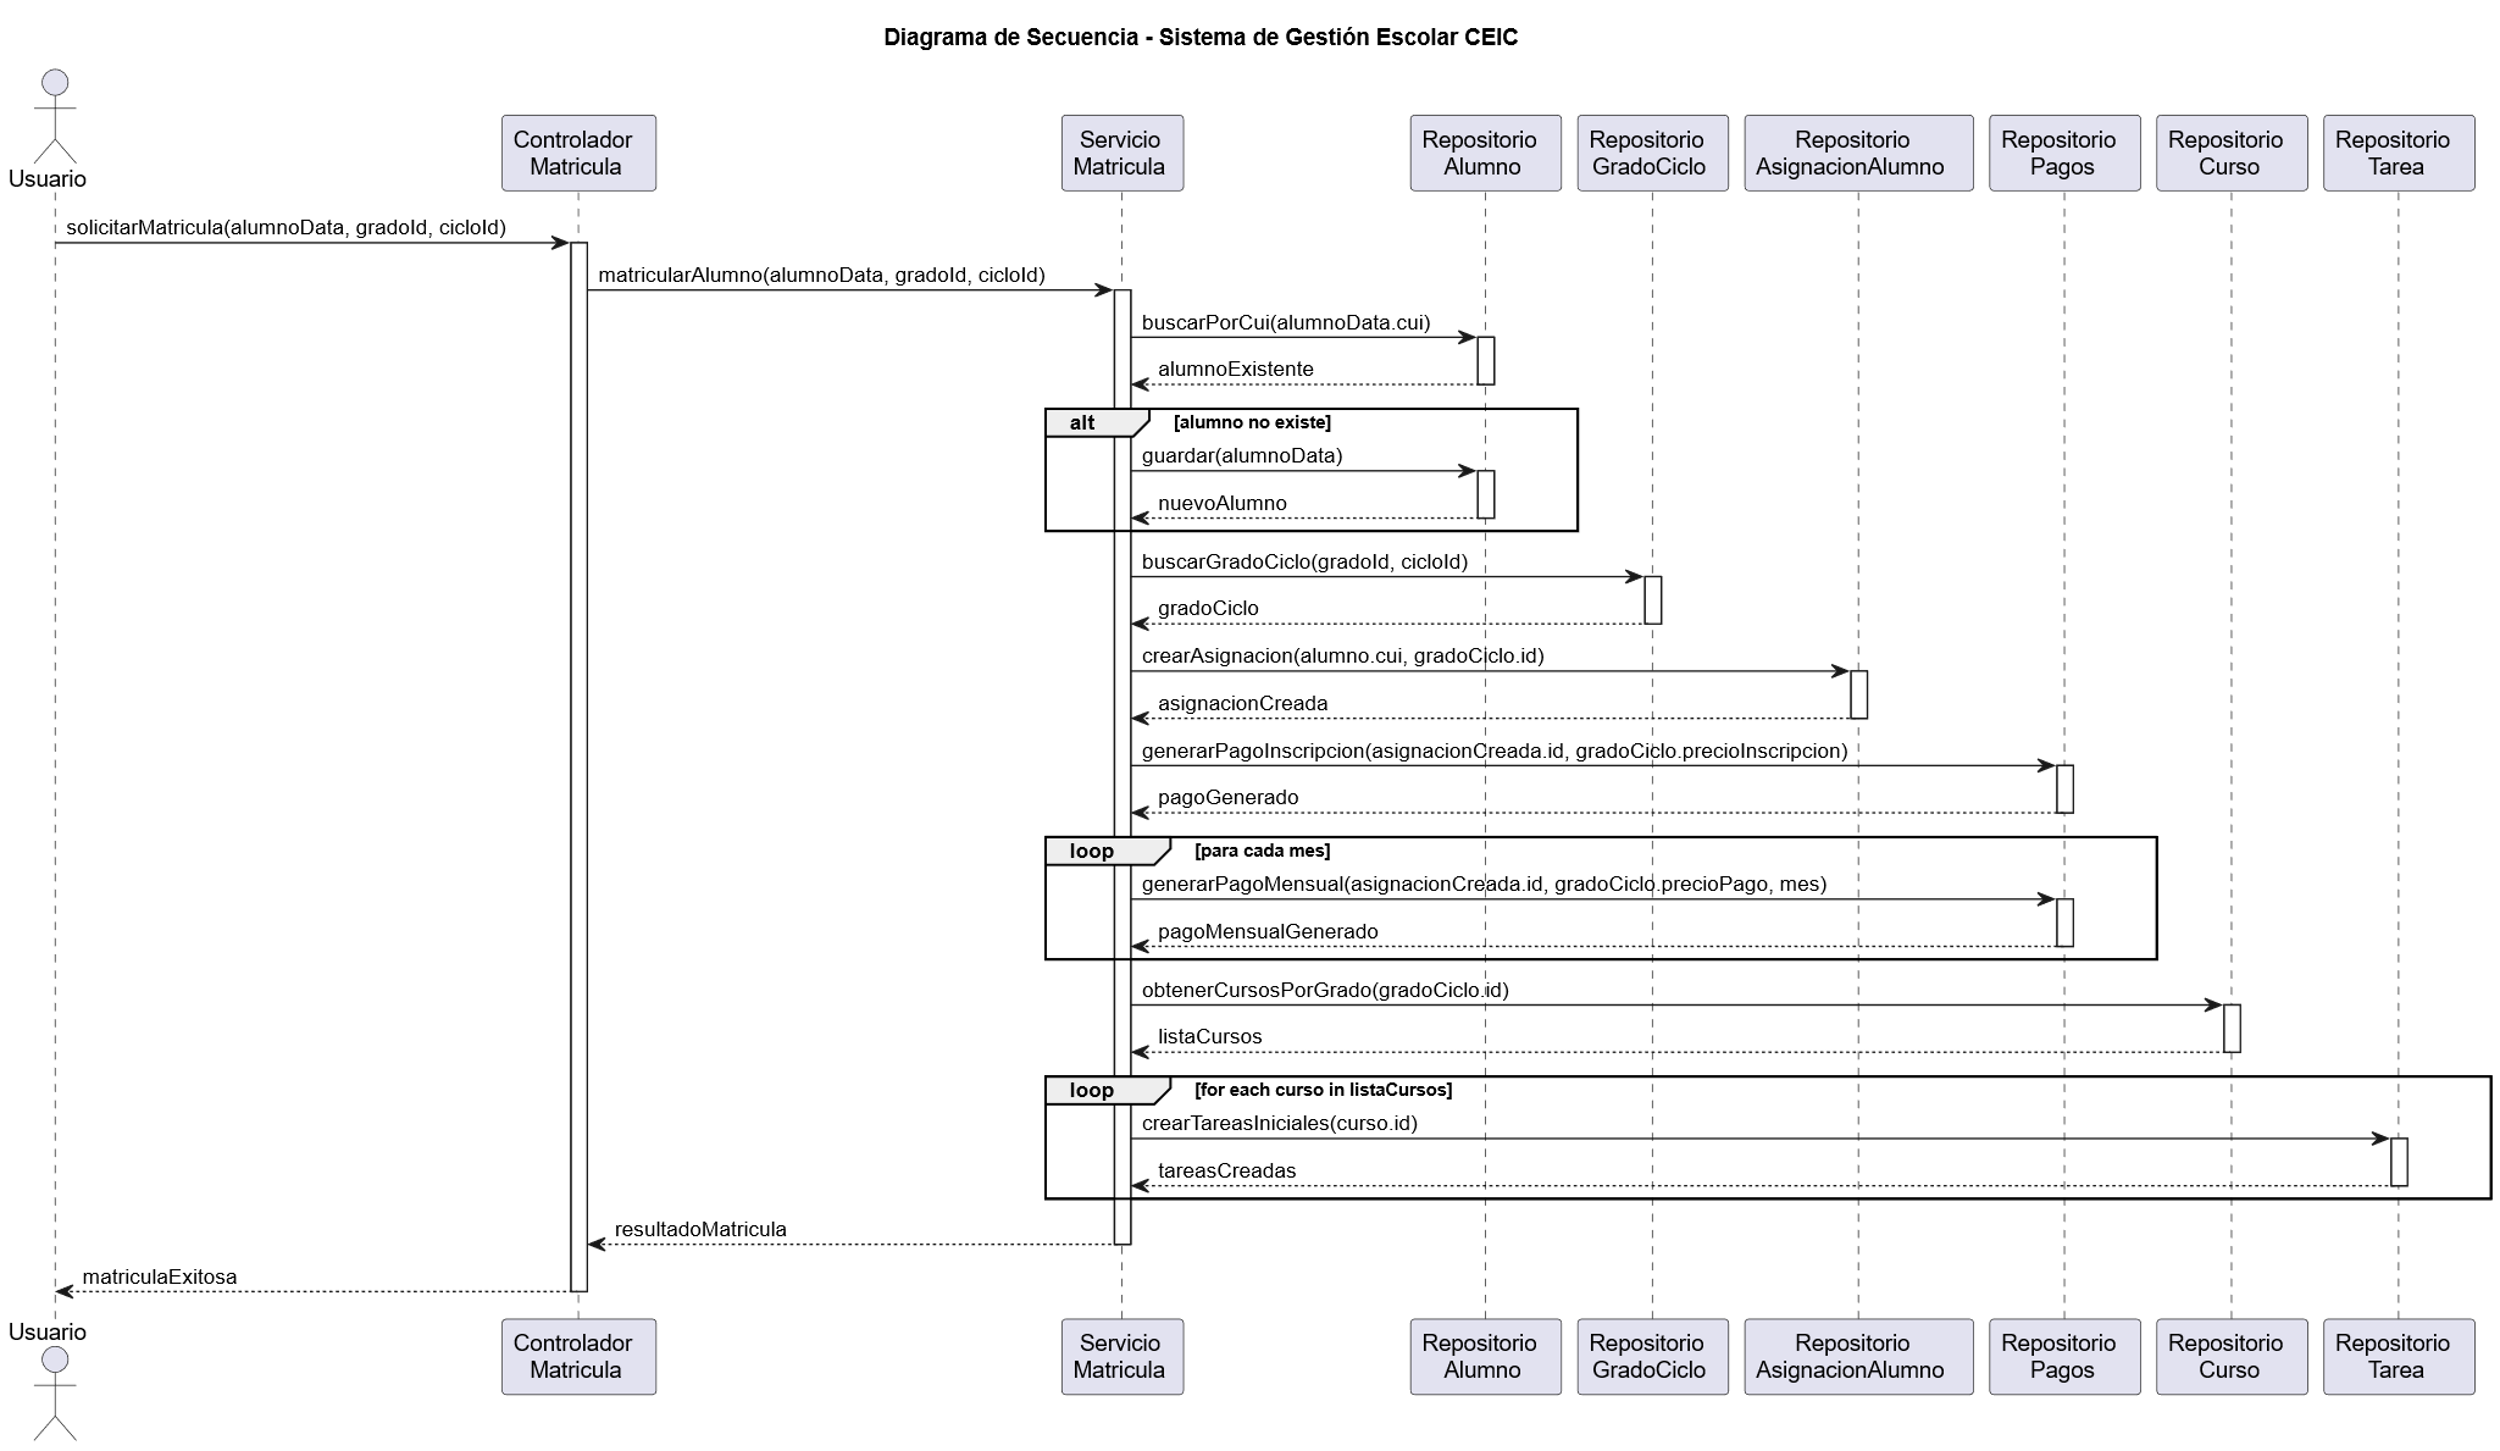 Diagrama de Secuencia - Sistema de Gestión Escolar CEIC
Usuario
Controlador
Matricula
Servicio
Matricula
Repositorio
Alumno
Repositorio
GradoCiclo
Repositorio
AsignacionAlumno
Repositorio
Pagos
Repositorio
Curso
Repositorio
Tarea
solicitarMatricula(alumnoData, gradoId, cicloId)
matricularAlumno(alumnoData, gradoId, cicloId)
buscarPorCui(alumnoData.cui)
alumnoExistente
alt [alumno no existe]
guardar(alumnoData)
nuevoAlumno
buscarGradoCiclo(gradoId, cicloId)
gradoCiclo
crearAsignacion(alumno.cui, gradoCiclo.id)
asignacionCreada
generarPagoInscripcion(asignacionCreada.id, gradoCiclo.precioInscripcion)
pagoGenerado
loop [para cada mes]
generarPagoMensual(asignacionCreada.id, gradoCiclo.precioPago, mes)
pagoMensualGenerado
obtenerCursosPorGrado(gradoCiclo.id)
listaCursos
loop [for each curso in listaCursos]
crearTareasIniciales(curso.id)
tareasCreadas
resultadoMatricula
matriculaExitosa
Usuario
Controlador
Matricula
Servicio
Matricula
Repositorio
Alumno
Repositorio
GradoCiclo
Repositorio
AsignacionAlumno
Repositorio
Pagos
Repositorio
Curso
Repositorio
Tarea